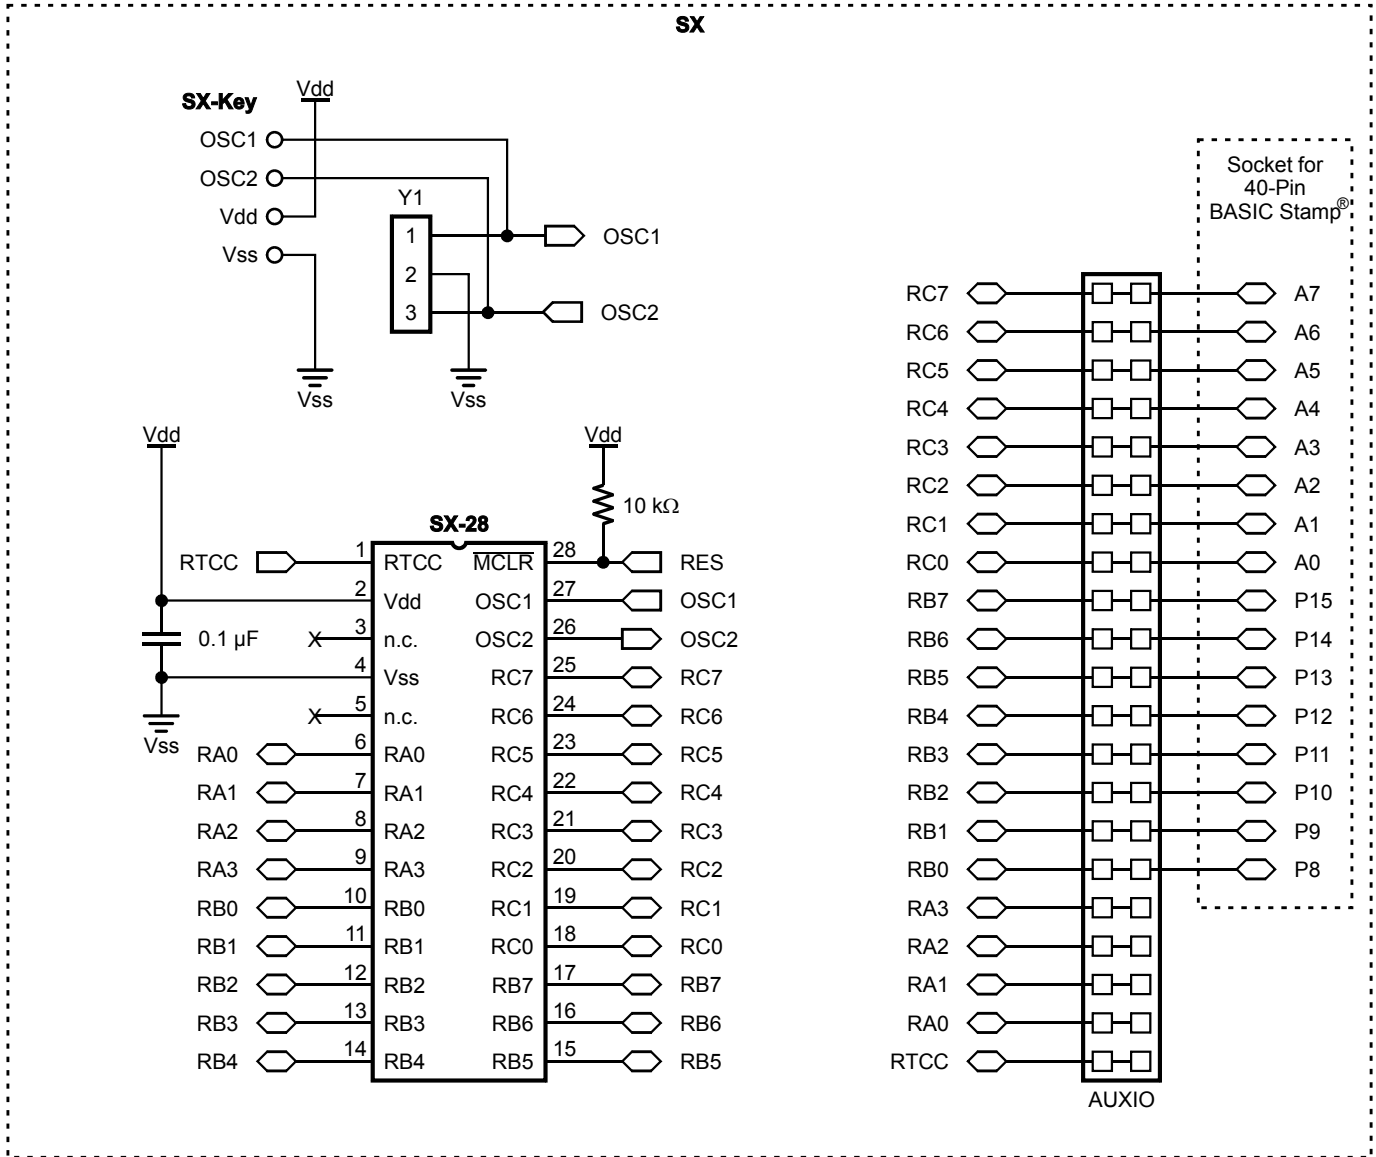 SX
SX-Key
Vdd
OSC1
OSC2
Vdd
Vss
Y1
1
2
3
OSC1
OSC2
Vss
Vss
Vdd
0.1 µF
Vss
Vdd
10 kΩ
SX-28
RTCC 1 RTCC MCLR 28 RES
2 Vdd OSC1 27 OSC1
3 n.c. OSC2 26 OSC2
4 Vss RC7 25 RC7
5 n.c. RC6 24 RC6
RA0 6 RA0 RC5 23 RC5
RA1 7 RA1 RC4 22 RC4
RA2 8 RA2 RC3 21 RC3
RA3 9 RA3 RC2 20 RC2
RB0 10 RB0 RC1 19 RC1
RB1 11 RB1 RC0 18 RC0
RB2 12 RB2 RB7 17 RB7
RB3 13 RB3 RB6 16 RB6
RB4 14 RB4 RB5 15 RB5
Socket for
40-Pin
BASIC Stamp®
RC7 A7
RC6 A6
RC5 A5
RC4 A4
RC3 A3
RC2 A2
RC1 A1
RC0 A0
RB7 P15
RB6 P14
RB5 P13
RB4 P12
RB3 P11
RB2 P10
RB1 P9
RB0 P8
RA3
RA2
RA1
RA0
RTCC
AUXIO